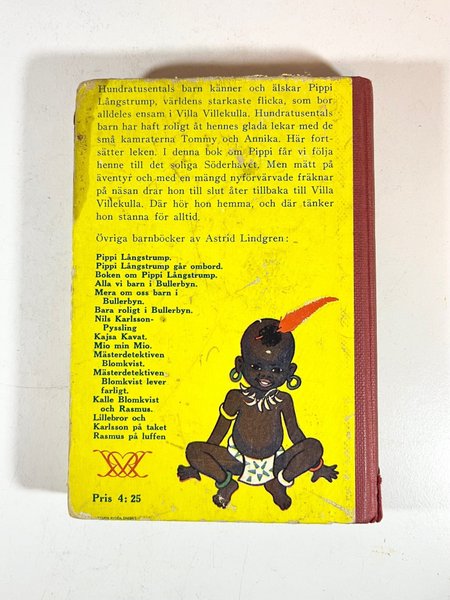 Hundratusentals barn känner och älskar Pippi
Långstrump, världens starkaste flicka, som bor
alldeles ensam i Villa Villekulla. Hundratusentals
barn har haft roligt åt hennes glada lekar med de
små kamraterna Tommy och Annika. Här fort-
sätter leken. I denna bok om Pippi får vi följa
henne till det soliga Söderhavet. Men mätt på
äventyr och med en mängd nyförvärvade fräknar
på näsan drar hon till slut åter tillbaka till Villa
Villekulla. Där hör hon hemma, och där tänker
hon stanna för alltid.
Övriga barnböcker av Astrid Lindgren:
Pippi Långstrump.
Pippi Långstrump går ombord.
Boken om Pippi Långstrump.
Alla vi barn i Bullerbyn.
Mera om oss barn i
Bullerbyn.
Bara roligt i Bullerbyn.
Nils Karlsson-
Pyssling
Kajsa Kavat.
Mio min Mio.
Mästerdetektiven
Blomkvist.
Mästerdetektiven
Blomkvist lever
farligt.
Kalle Blomkvist
och Rasmus.
Lillebror och
Karlsson på taket
Rasmus på luffen
Pris 4:25